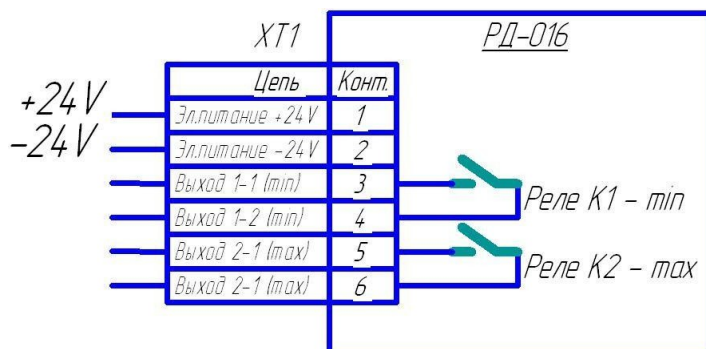 XT1
РД-016
Цепь Конт.
+24V
Эл.питание +24V 1
-24V
Эл.питание -24V 2
Выход 1-1 (min) 3
Выход 1-2 (min) 4
Реле К1 - min
Выход 2-1 (max) 5
Выход 2-1 (max) 6
Реле К2 - max